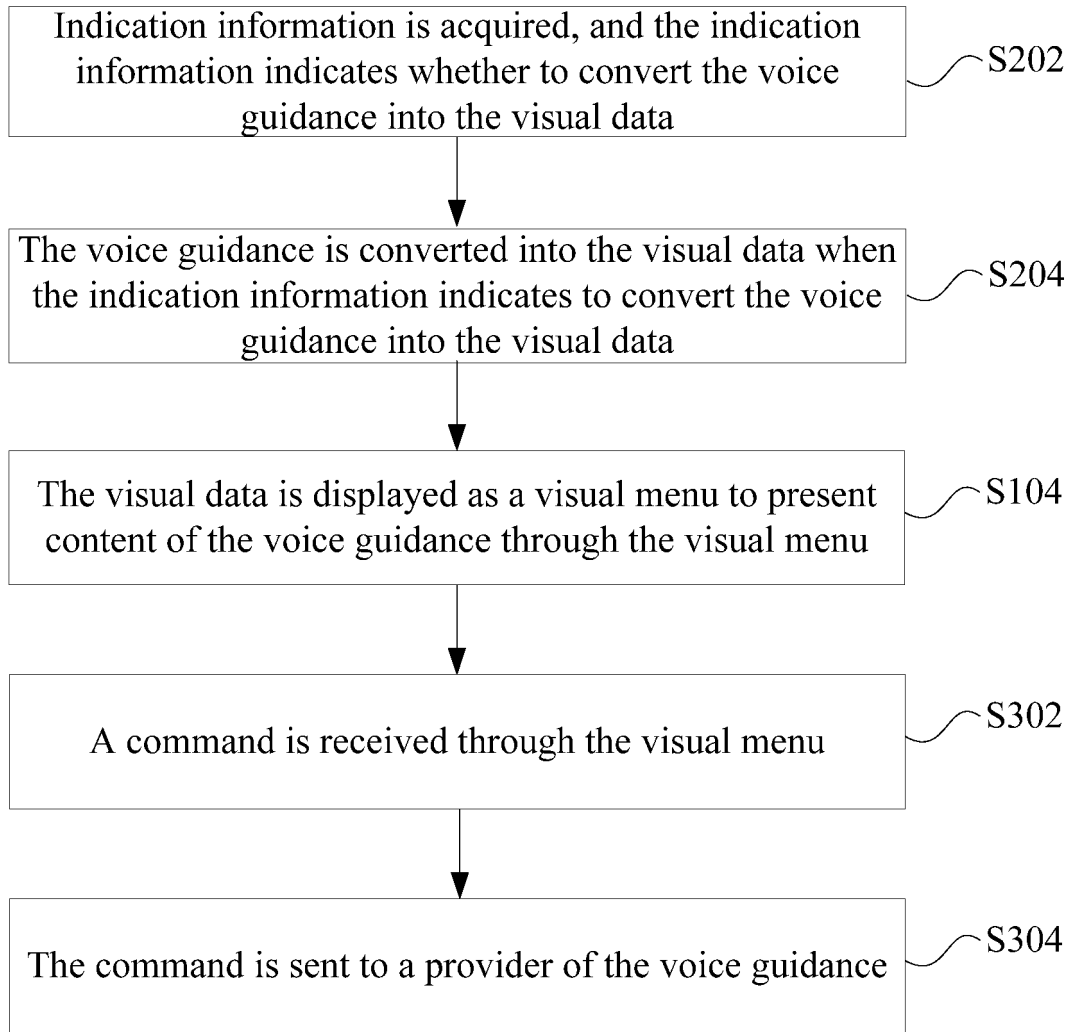 Indication information is acquired, and the indication
information indicates whether to convert the voice
guidance into the visual data
S202
The voice guidance is converted into the visual data when
the indication information indicates to convert the voice
guidance into the visual data
S204
The visual data is displayed as a visual menu to present
content of the voice guidance through the visual menu
S104
A command is received through the visual menu
S302
The command is sent to a provider of the voice guidance
S304